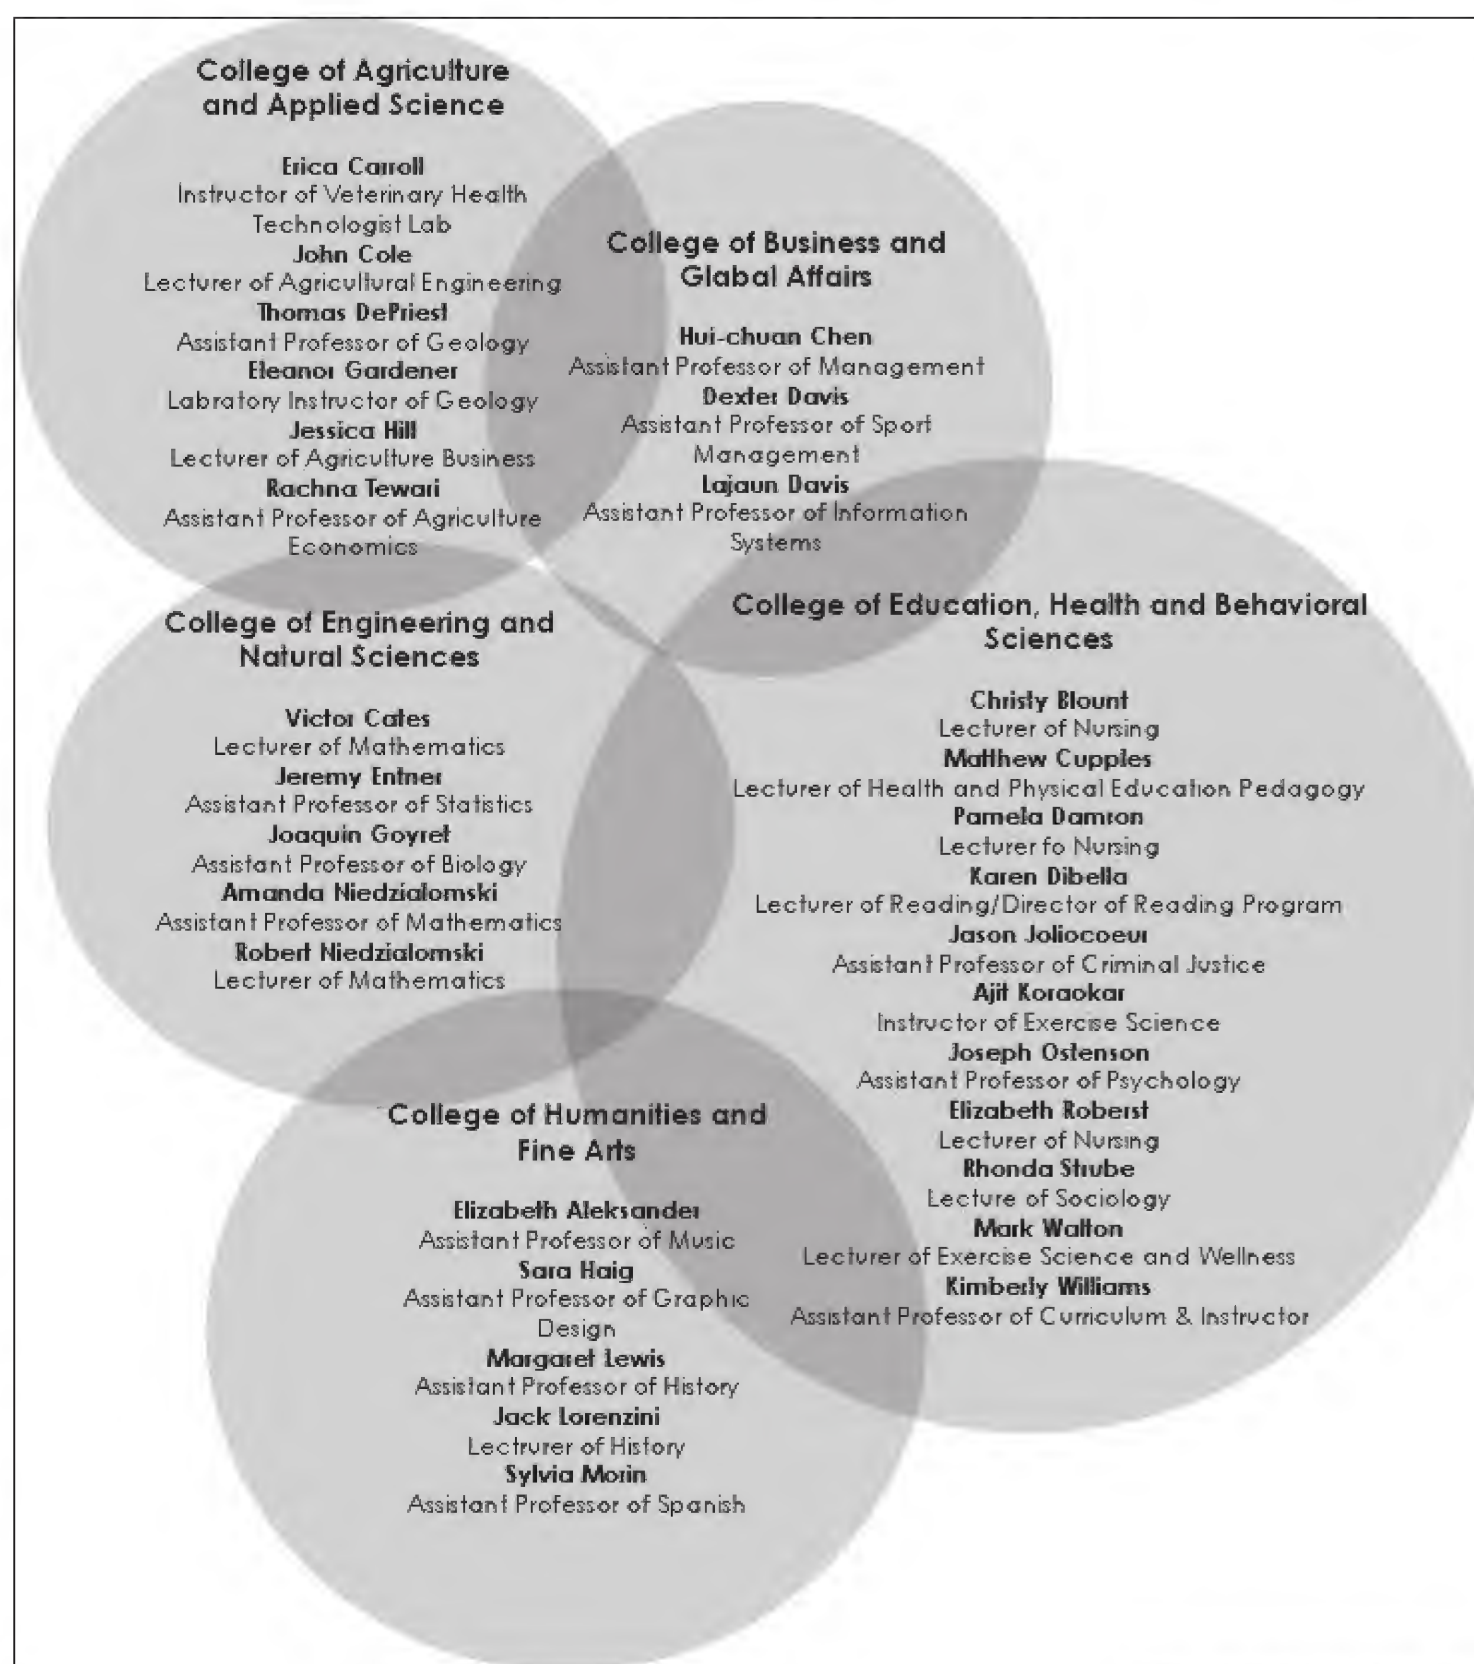 College of Agriculture
and Applied Science
Erica Carroll
Instructor of Veterinary Health
Technologist Lab
John Cole
Lecturer of Agricultural Engineering
Thomas DePriest
Assistant Professor of Geology
Eleanor Gardener
Labratory Instructor of Geology
Jessica Hill
Lecturer of Agriculture Business
Rachna Tewari
Assistant Professor of Agriculture
Economics
College of Business and
Glabal Affairs
Hui-chuan Chen
Assistant Professor of Management
Dexter Davis
Assistant Professor of Sport
Management
Lajaun Davis
Assistant Professor of Information
Systems
College of Engineering and
Natural Sciences
Victor Cates
Lecturer of Mathematics
Jeremy Entner
Assistant Professor of Statistics
Joaquin Goyret
Assistant Professor of Biology
Amanda Niedzialomski
Assistant Professor of Mathematics
Robert Niedzialomski
Lecturer of Mathematics
College of Education, Health and Behavioral
Sciences
Christy Blount
Lecturer of Nursing
Matthew Cupples
Lecturer of Health and Physical Education Pedagogy
Pamela Damron
Lecturer fo Nursing
Karen Dibella
Lecturer of Reading/Director of Reading Program
Jason Joliocoeur
Assistant Professor of Criminal Justice
Ajit Koraokar
Instructor of Exercise Science
Joseph Ostenson
Assistant Professor of Psychology
Elizabeth Roberst
Lecturer of Nursing
Rhonda Strube
Lecture of Sociology
Mark Walton
Lecturer of Exercise Science and Wellness
Kimberly Williams
Assistant Professor of Curriculum & Instructor
College of Humanities and
Fine Arts
Elizabeth Aleksander
Assistant Professor of Music
Sara Haig
Assistant Professor of Graphic
Design
Margaret Lewis
Assistant Professor of History
Jack Lorenzini
Lectrurer of History
Sylvia Morin
Assistant Professor of Spanish